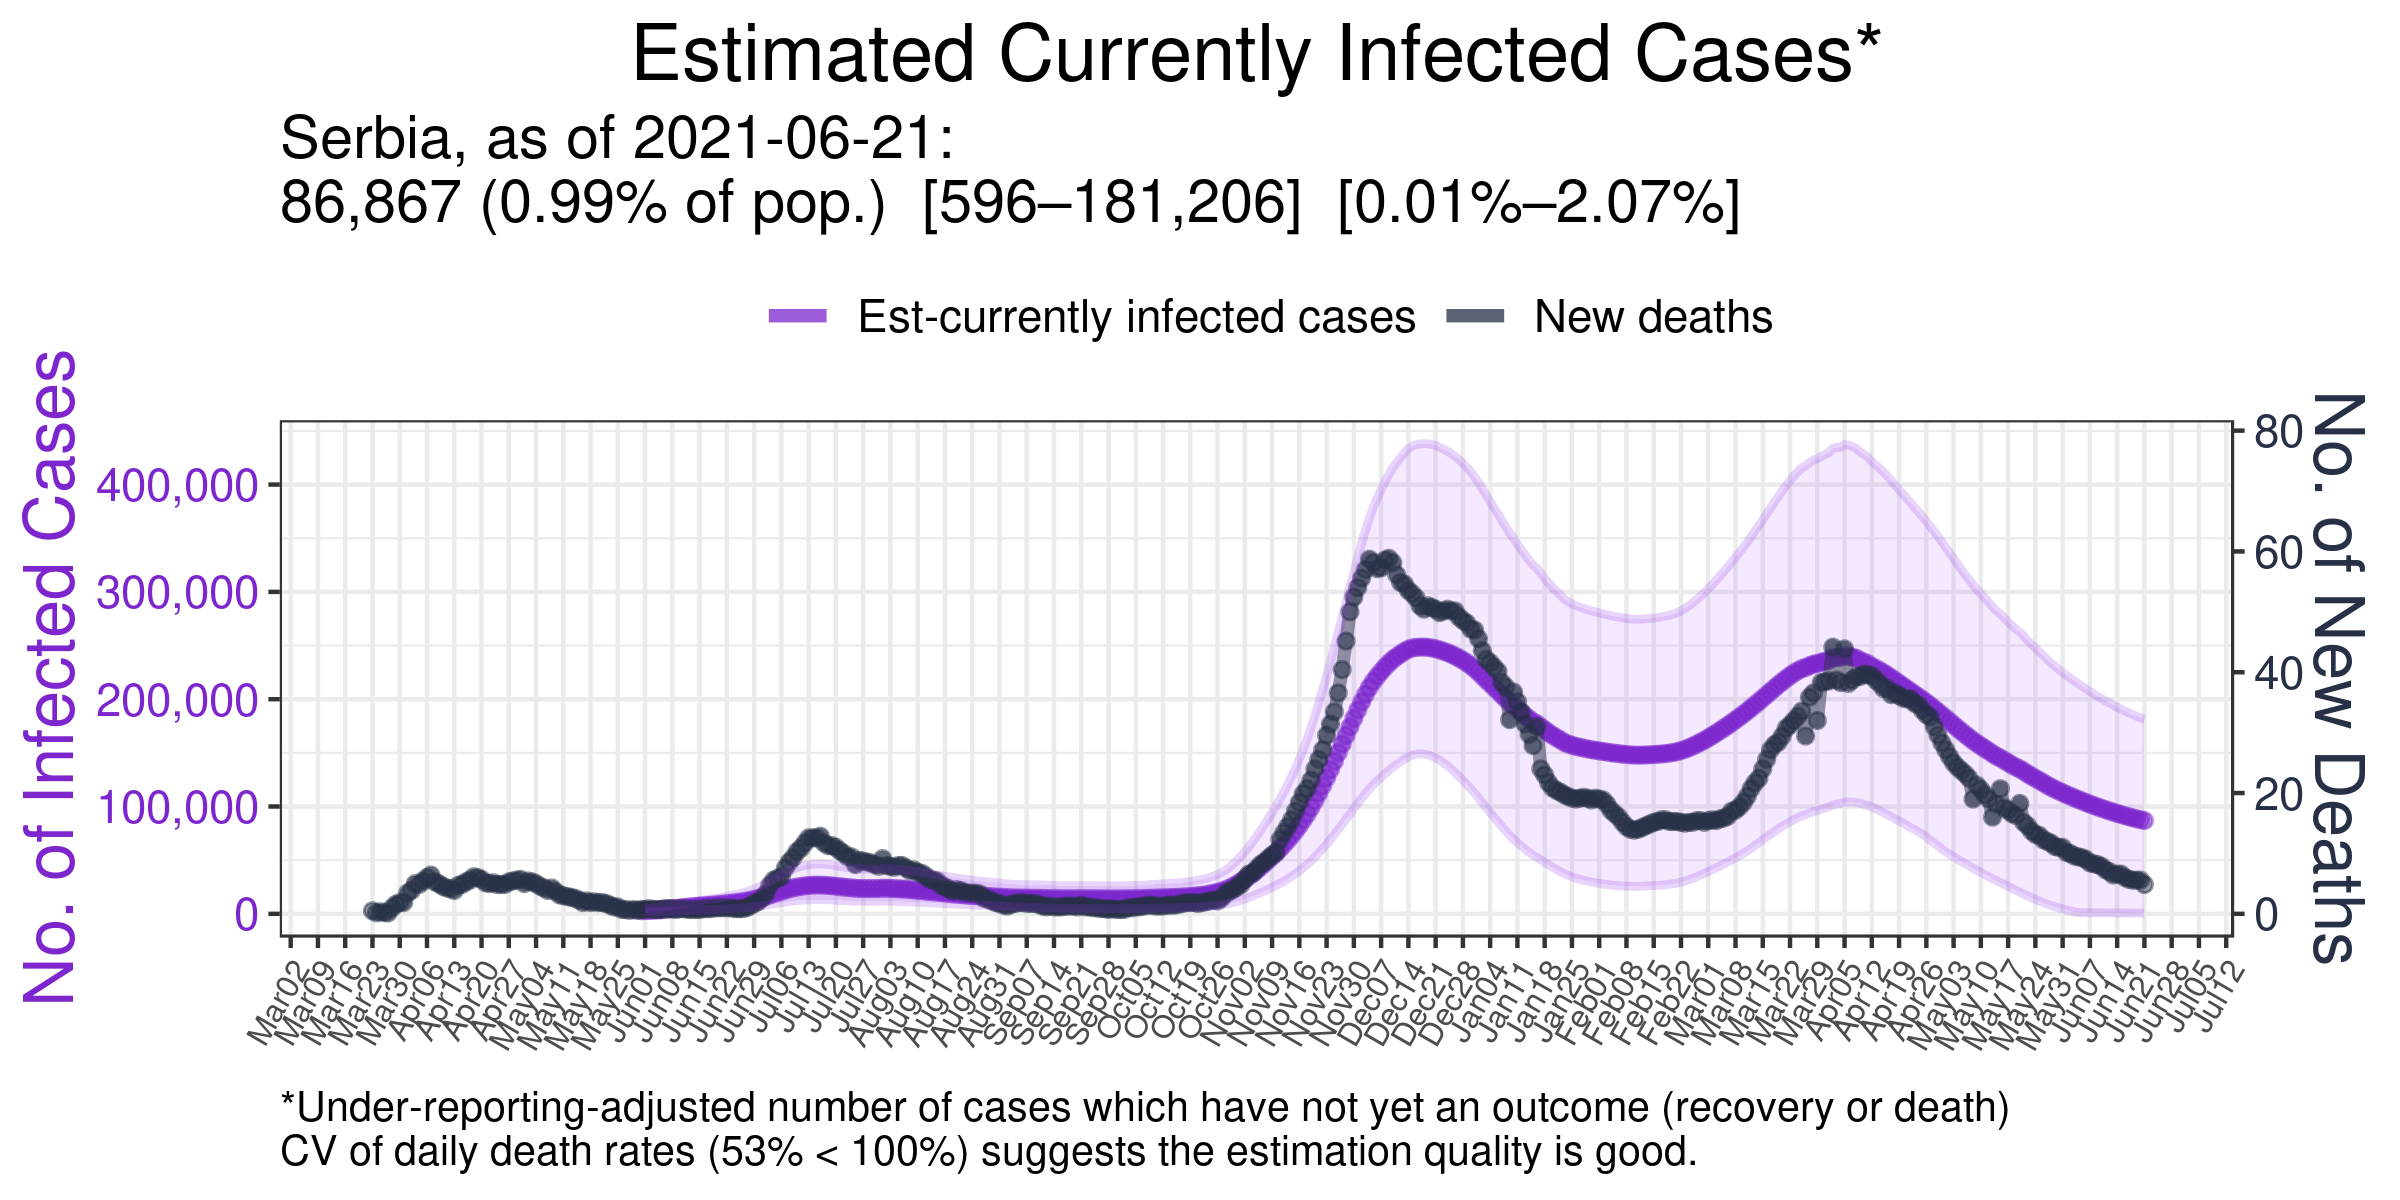 Estimated Currently Infected Cases*
Serbia, as of 2021-06-21:
86,867 (0.99% of pop.) [596–181,206] [0.01%–2.07%]
Est-currently infected cases
New deaths
No. of Infected Cases
400,000
300,000
200,000
100,000
0
No. of New Deaths
80
60
40
20
0
Mar02
Mar09
Mar16
Mar23
Mar30
Apr06
Apr13
Apr20
Apr27
May04
May11
May18
May25
Jun01
Jun08
Jun15
Jun22
Jun29
Jul06
Jul13
Jul20
Jul27
Aug03
Aug10
Aug17
Aug24
Aug31
Sep07
Sep14
Sep21
Sep28
Oct05
Oct12
Oct19
Oct26
Nov02
Nov09
Nov16
Nov23
Nov30
Dec07
Dec14
Dec21
Dec28
Jan04
Jan11
Jan18
Jan25
Feb01
Feb08
Feb15
Feb22
Mar01
Mar08
Mar15
Mar22
Mar29
Apr05
Apr12
Apr19
Apr26
May03
May10
May17
May24
May31
Jun07
Jun14
Jun21
Jun28
Jul05
Jul12
*Under-reporting-adjusted number of cases which have not yet an outcome (recovery or death)
CV of daily death rates (53% < 100%) suggests the estimation quality is good.